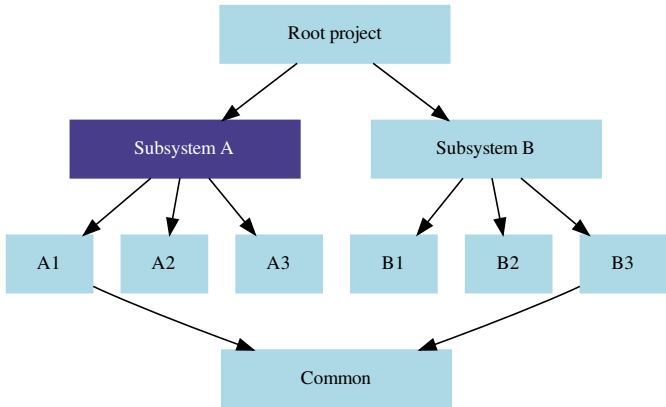 Root project
Subsystem A
Subsystem B
A1
A2
A3
B1
B2
B3
Common